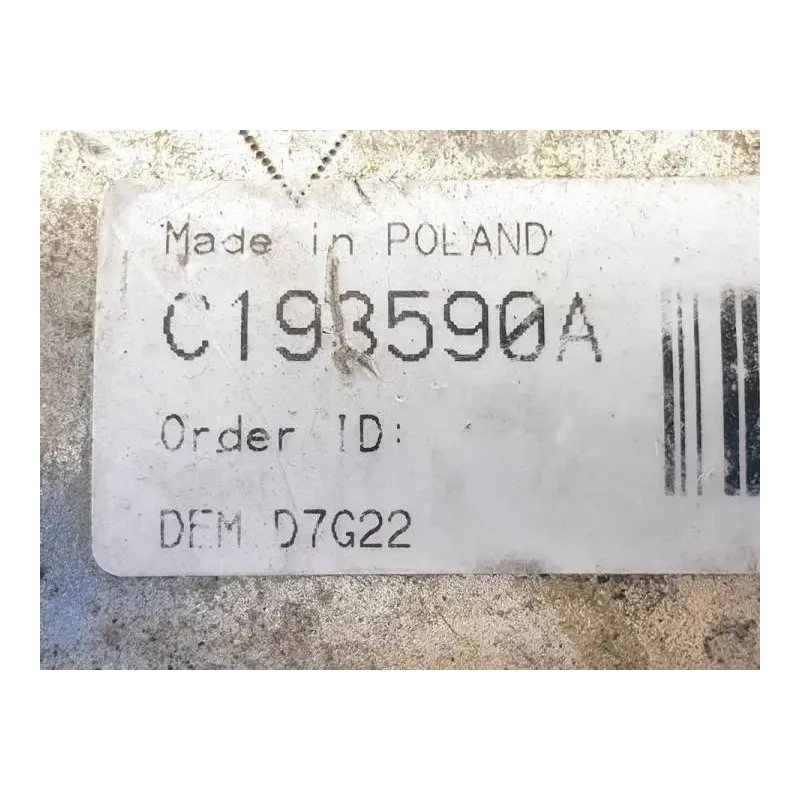 Made in POLAND
C193590A
Order ID:
DEM D7G22